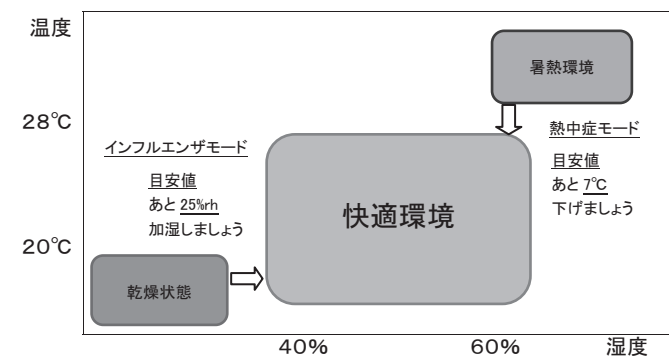 温度
暑熱環境
28℃
熱中症モード
インフルエンザモード
目安値
あと 7℃
下げましょう
目安値
あと 25%rh
加湿しましょう
快適環境
20℃
乾燥状態
40%
60%
湿度